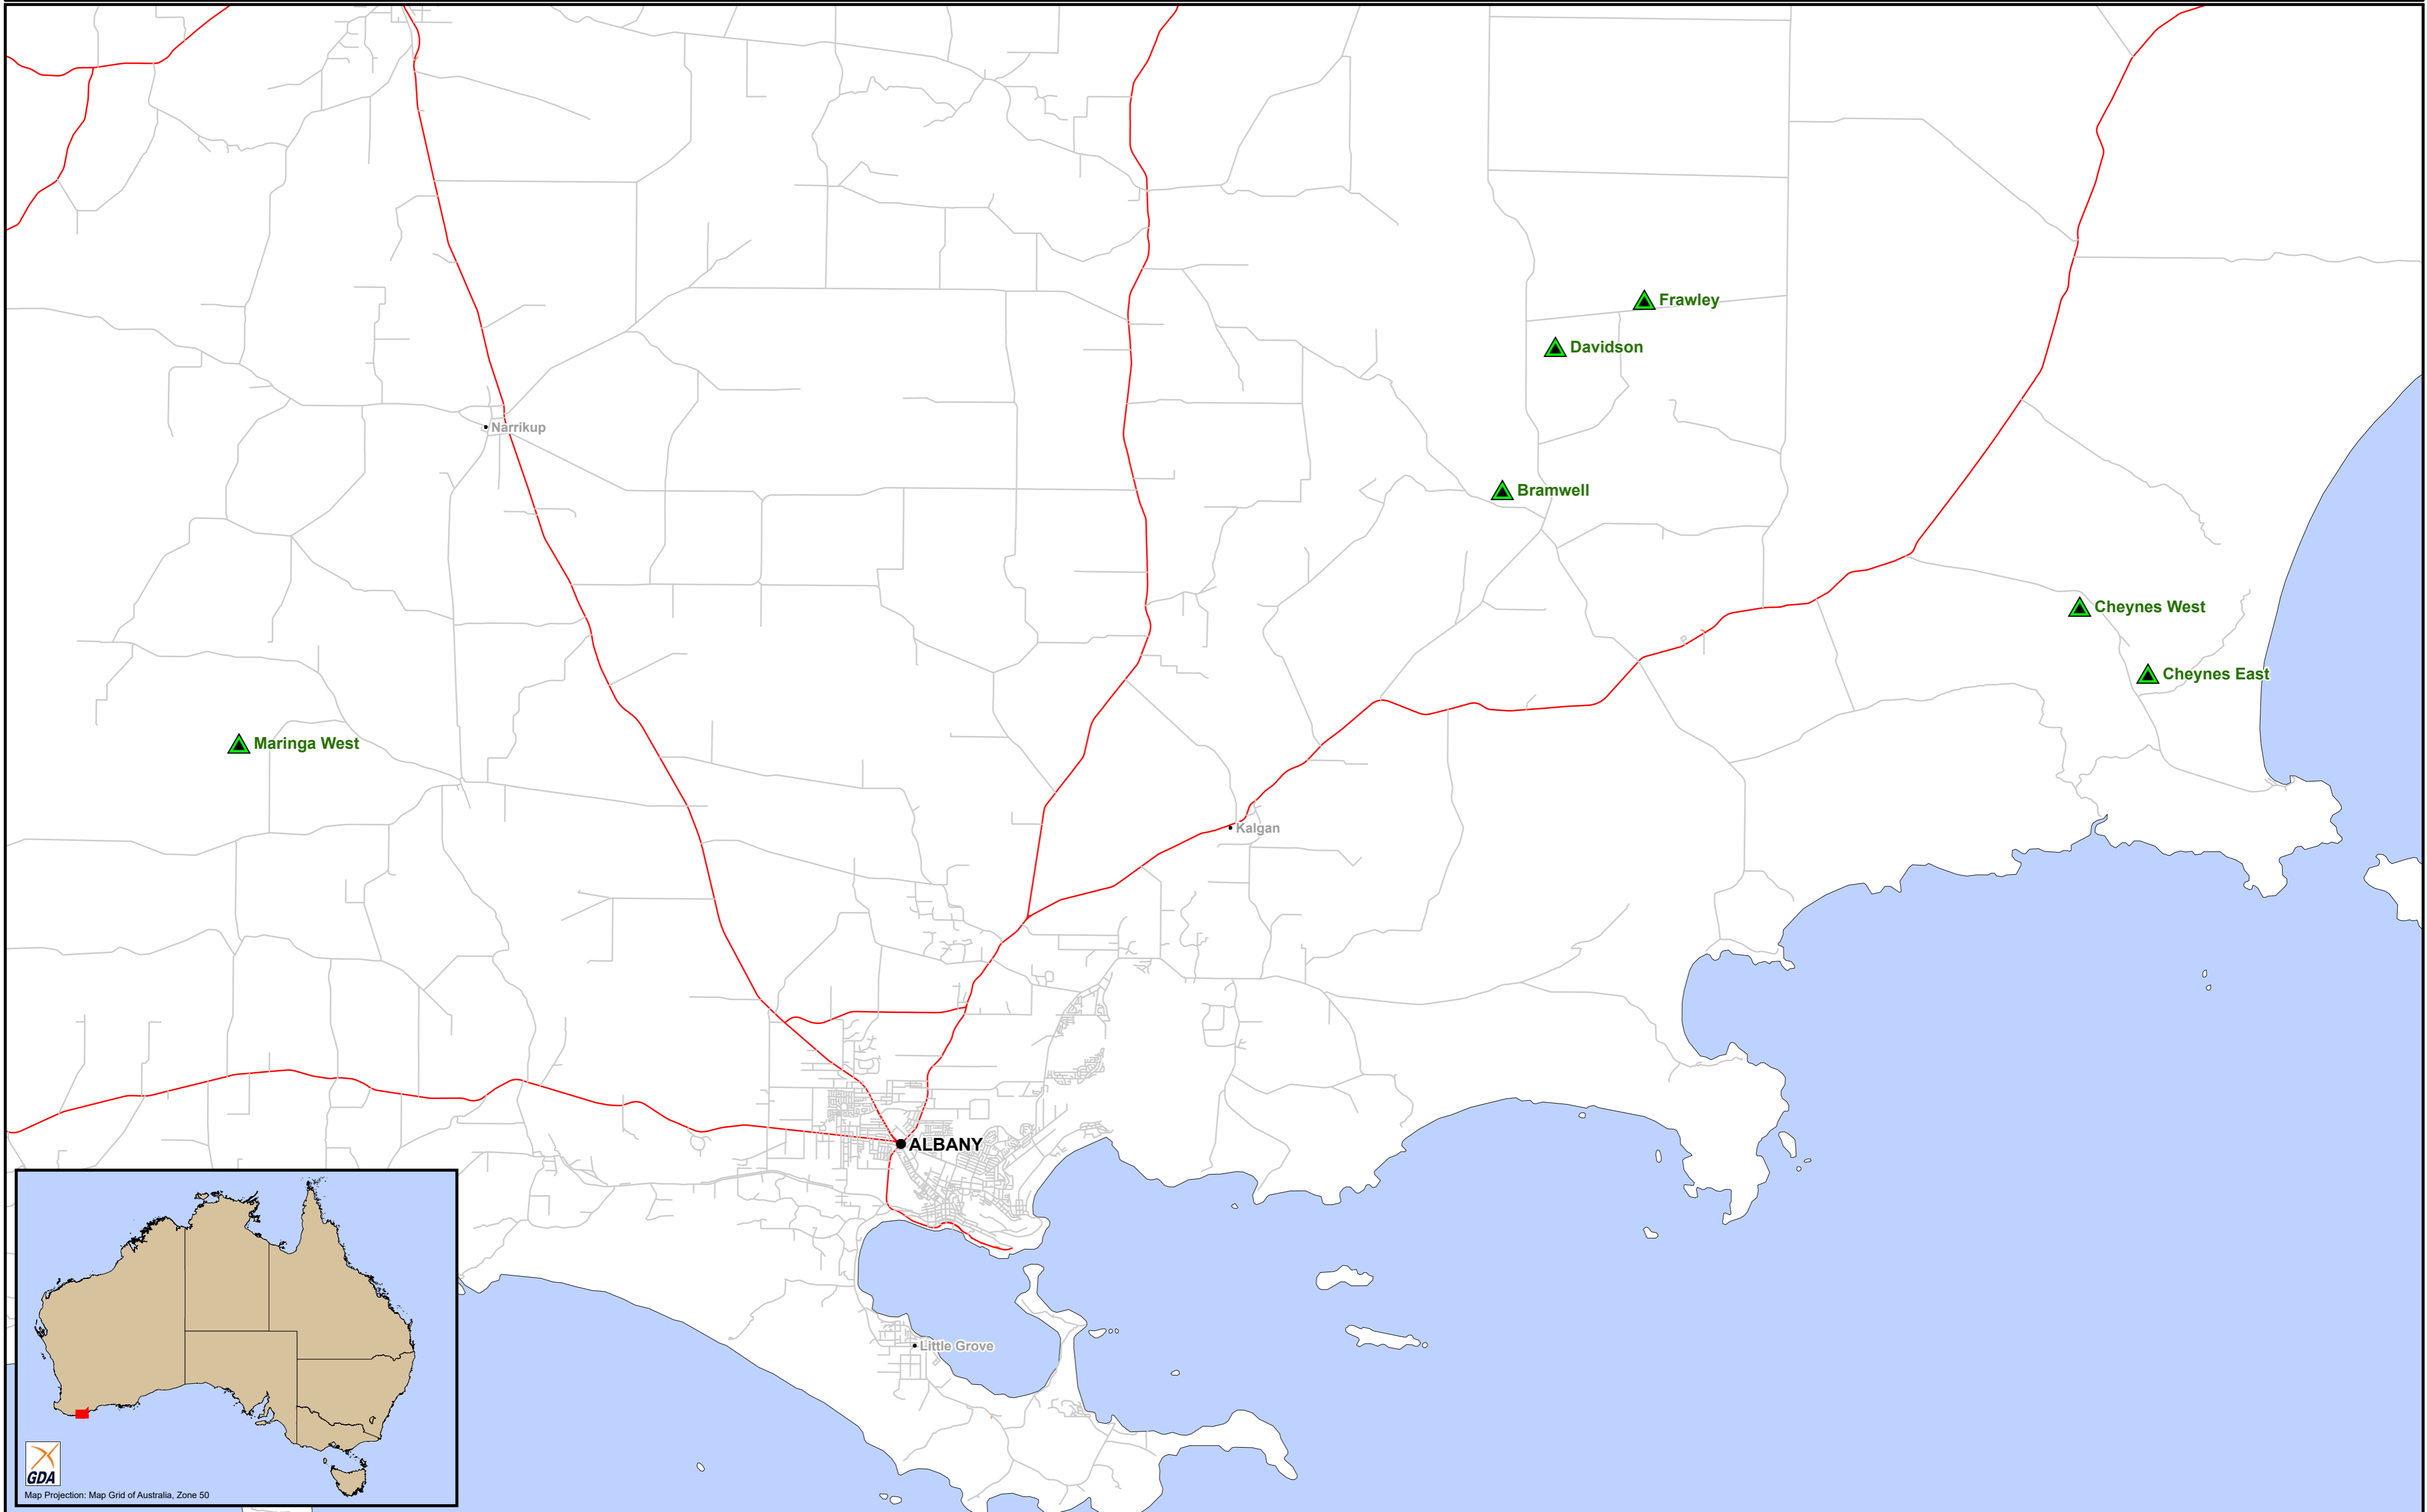 Frawley
Davidson
Narrikup
Bramwell
Cheynes West
Cheynes East
Maringa West
Kalgan
ALBANY
Little Grove
GDA
Map Projection: Map Grid of Australia, Zone 50